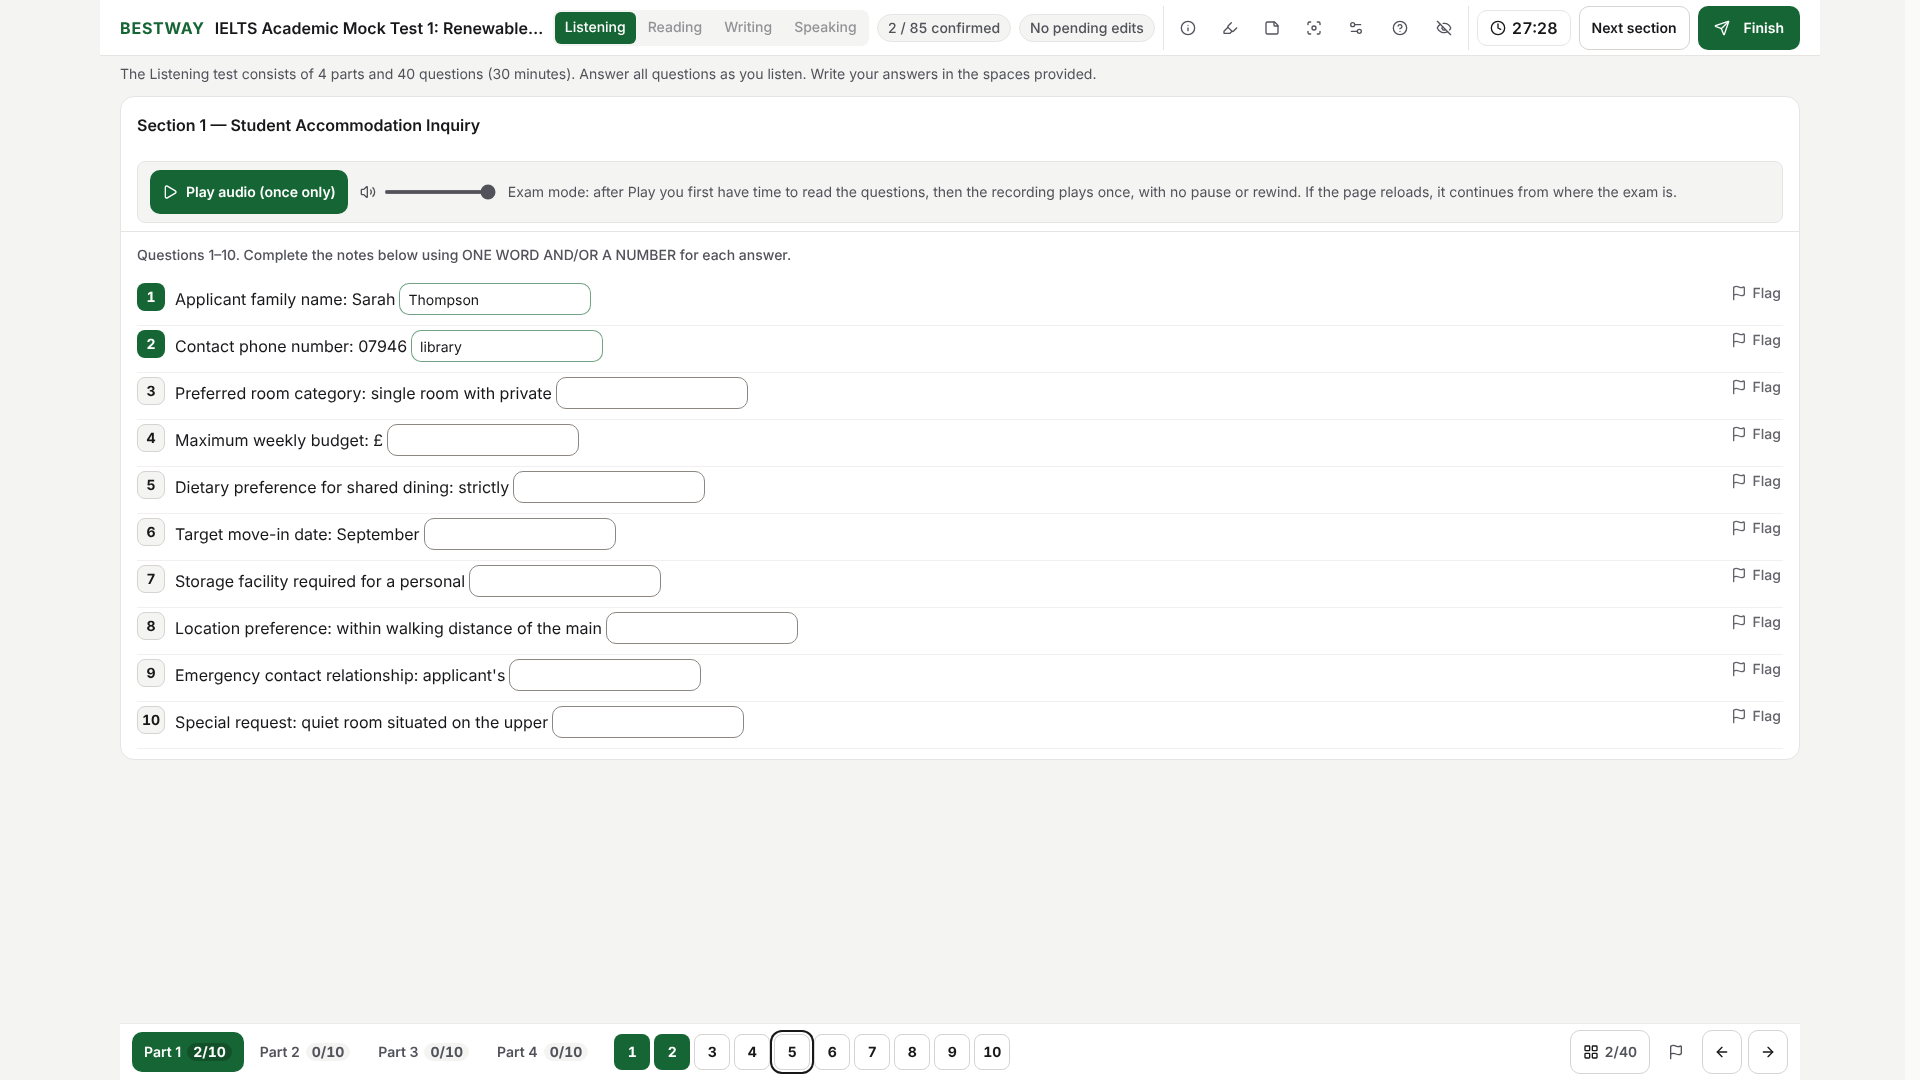 BESTWAY IELTS Academic Mock Test 1: Renewable... Listening Reading Writing Speaking 2 / 85 confirmed No pending edits 27:28 Next section Finish
The Listening test consists of 4 parts and 40 questions (30 minutes). Answer all questions as you listen. Write your answers in the spaces provided.
Section 1 — Student Accommodation Inquiry
Play audio (once only) Exam mode: after Play you first have time to read the questions, then the recording plays once, with no pause or rewind. If the page reloads, it continues from where the exam is.
Questions 1–10. Complete the notes below using ONE WORD AND/OR A NUMBER for each answer.
1 Applicant family name: Sarah Thompson Flag
2 Contact phone number: 07946 library Flag
3 Preferred room category: single room with private Flag
4 Maximum weekly budget: £ Flag
5 Dietary preference for shared dining: strictly Flag
6 Target move-in date: September Flag
7 Storage facility required for a personal Flag
8 Location preference: within walking distance of the main Flag
9 Emergency contact relationship: applicant's Flag
10 Special request: quiet room situated on the upper Flag
Part 1 2/10 Part 2 0/10 Part 3 0/10 Part 4 0/10 1 2 3 4 5 6 7 8 9 10 2/40